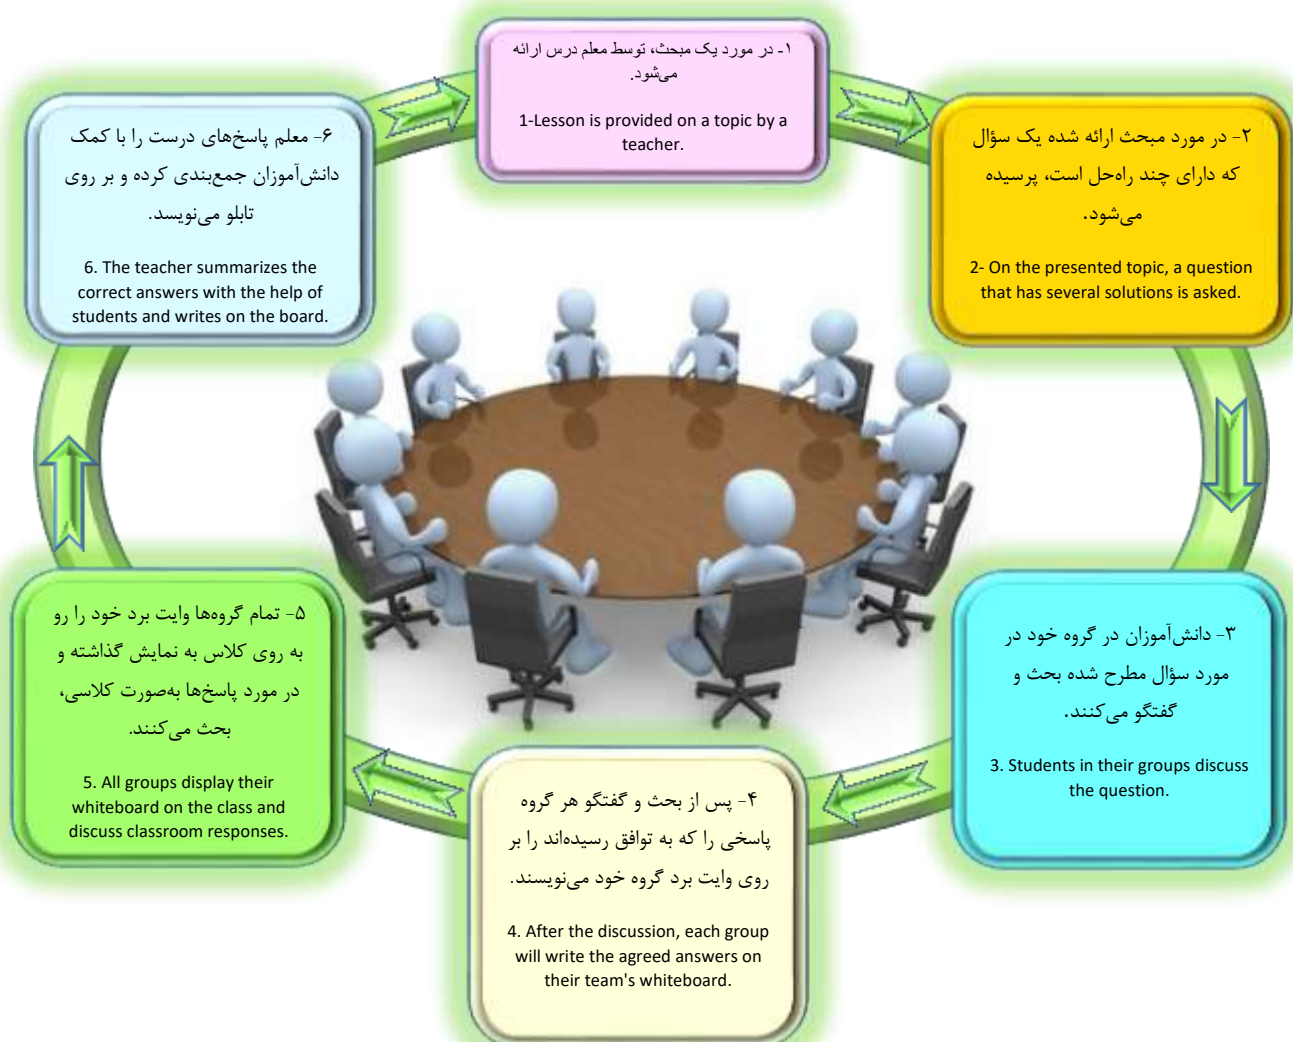 ۱- در مورد یک مبحث، توسط معلم درس ارائه
می‌شود.
1-Lesson is provided on a topic by a
teacher.
۲- در مورد مبحث ارائه شده یک سؤال
که دارای چند راه‌حل است، پرسیده
می‌شود.
2- On the presented topic, a question
that has several solutions is asked.
۳- دانش‌آموزان در گروه خود در
مورد سؤال مطرح شده بحث و
گفتگو می‌کنند.
3. Students in their groups discuss
the question.
۴- پس از بحث و گفتگو هر گروه
پاسخی را که به توافق رسیده‌اند را بر
روی وایت برد گروه خود می‌نویسند.
4. After the discussion, each group
will write the agreed answers on
their team's whiteboard.
۵- تمام گروه‌ها وایت برد خود را رو
به روی کلاس به نمایش گذاشته و
در مورد پاسخ‌ها به‌صورت کلاسی،
بحث می‌کنند.
5. All groups display their
whiteboard on the class and
discuss classroom responses.
۶- معلم پاسخ‌های درست را با کمک
دانش‌آموزان جمع‌بندی کرده و بر روی
تابلو می‌نویسد.
6. The teacher summarizes the
correct answers with the help of
students and writes on the board.